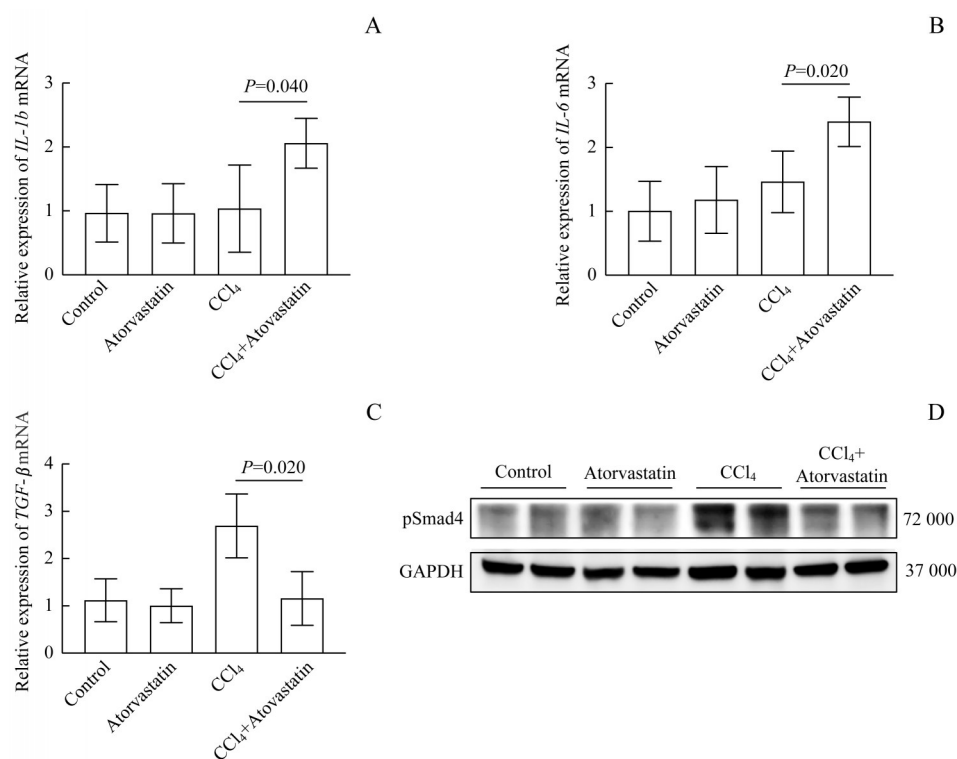 A
Relative expression of IL-1b mRNA
3
2
1
0
P=0.040
Control
Atorvastatin
CCl₄
CCl₄+Atovastatin
B
Relative expression of IL-6 mRNA
3
2
1
0
P=0.020
Control
Atorvastatin
CCl₄
CCl₄+Atovastatin
C
Relative expression of TGF-β mRNA
4
3
2
1
0
P=0.020
Control
Atorvastatin
CCl₄
CCl₄+Atovastatin
D
Control
Atorvastatin
CCl₄
CCl₄+
Atorvastatin
pSmad4
72 000
GAPDH
37 000